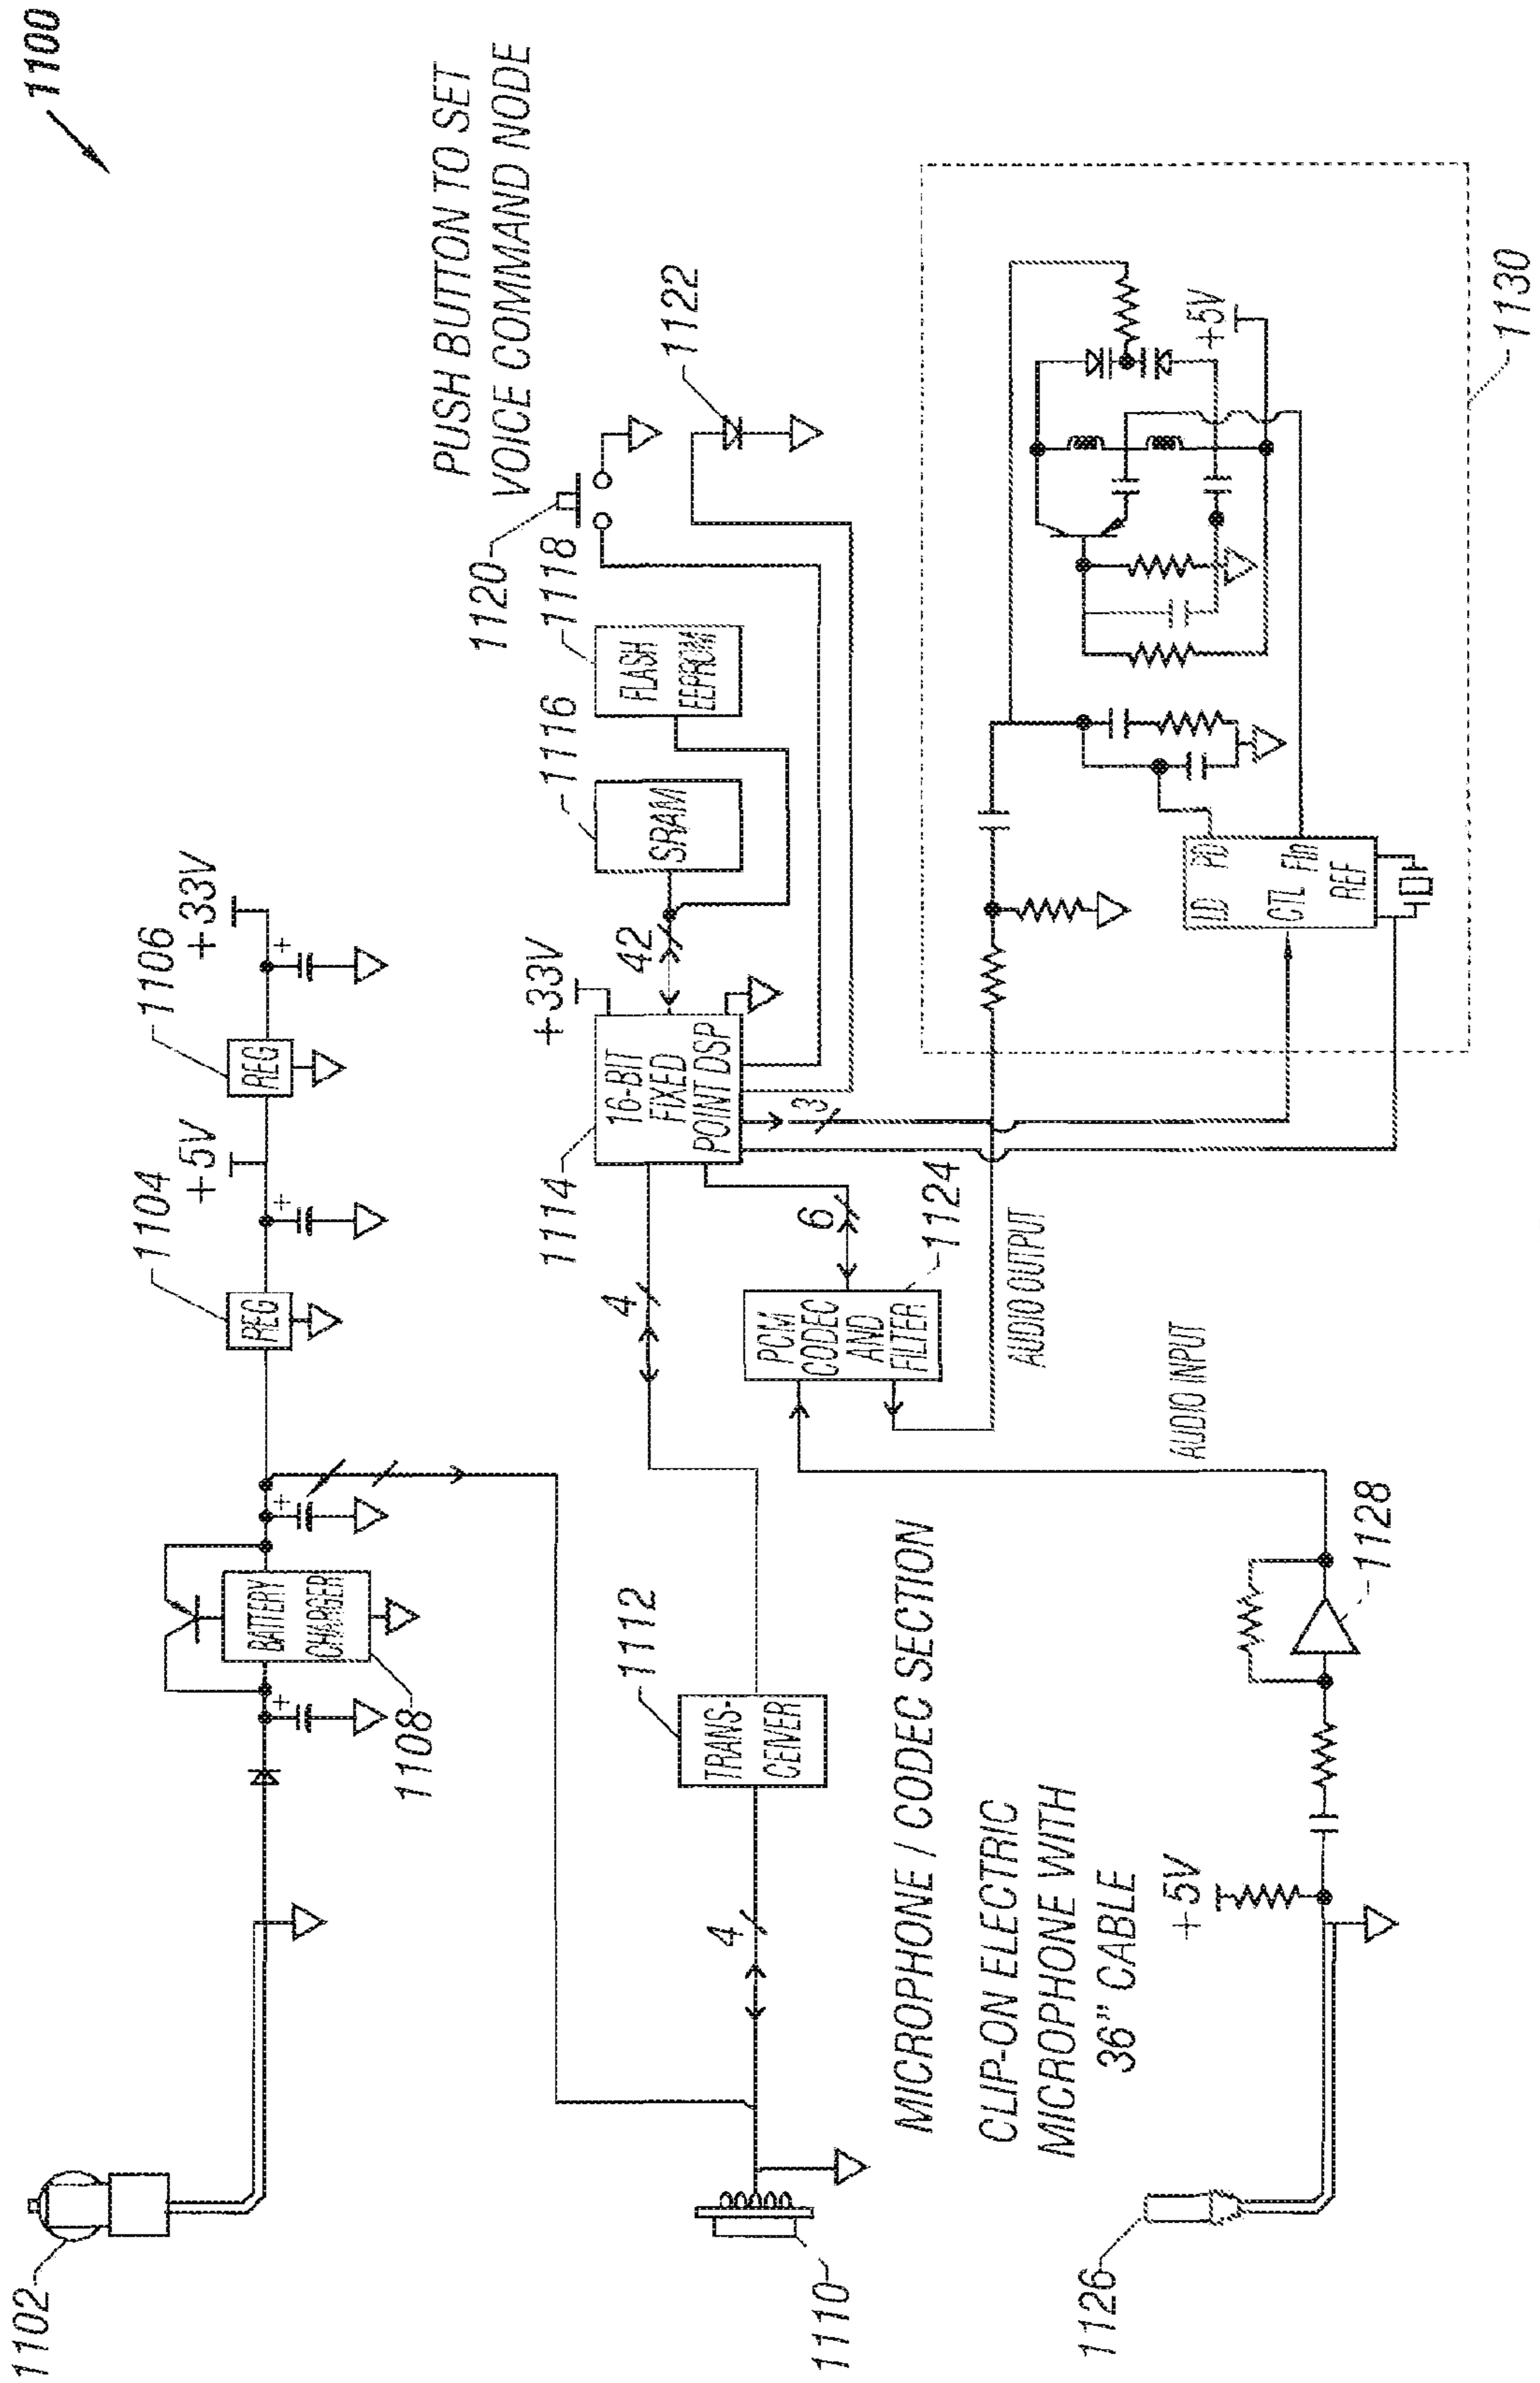 1100
1102
1104
+5V
1106
+33V
BATTERY
CHARGER
1108
REG
REG
PUSH BUTTON TO SET
VOICE COMMAND NODE
1110
4
TRANS-
CEIVER
1112
4
1114
16-BIT
FIXED
POINT DSP
+33V
42
1116
SRAM
1118
FLASH
EEPROM
1120
1122
3
6
PCM
CODEC
AND
FILTER
1124
AUDIO OUTPUT
AUDIO INPUT
MICROPHONE / CODEC SECTION
CLIP-ON ELECTRIC
MICROPHONE WITH
36" CABLE
+5V
1126
1128
LD PD
CTL FIn
REF
+5V
1130